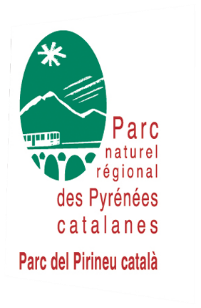 Parc
naturel
régional
des Pyrénées
catalanes
Parc del Pirineu català